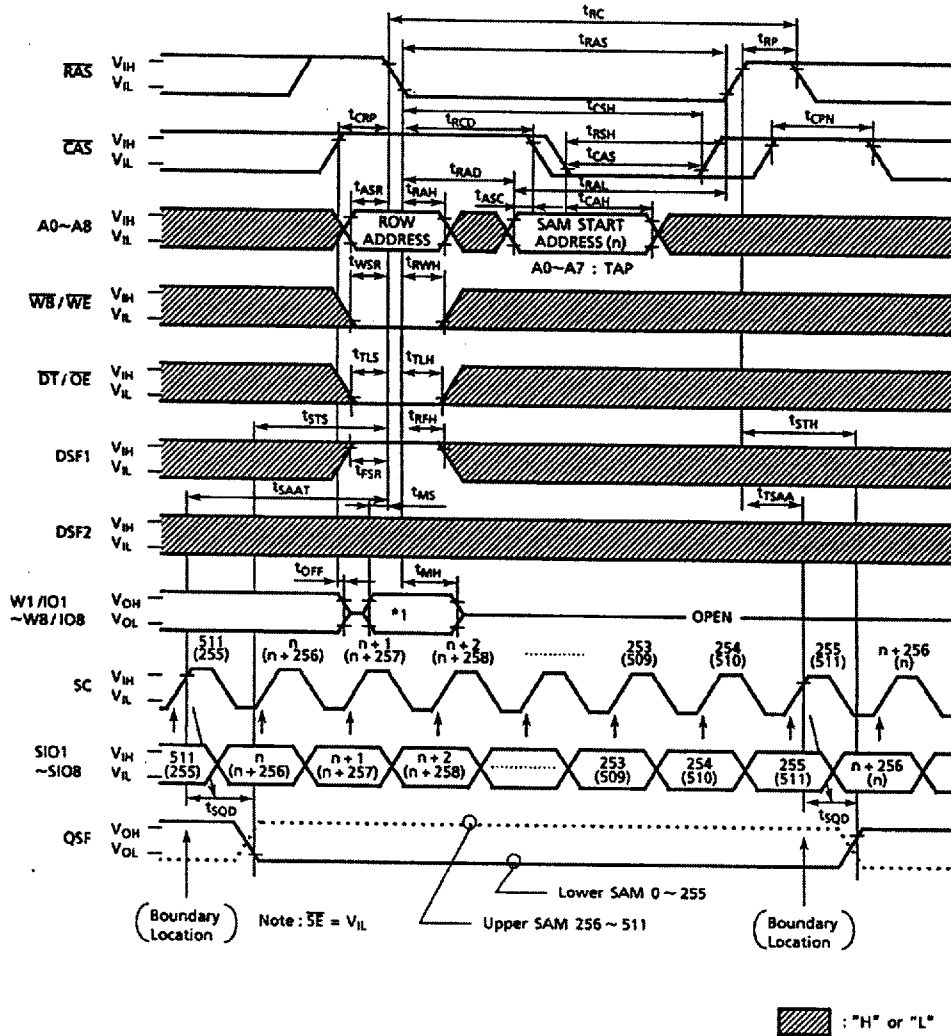 tRC
tRAS
tRP
RAS VIH
VIL
tCSH
tCRP
tRCD
tRSH
tCPN
CAS VIH
VIL
tCAS
tRAD
tRAL
tASR
tRAH
tASC
tCAH
A0~A8 VIH
VIL
ROW ADDRESS
SAM START ADDRESS (n)
A0~A7 : TAP
tWSR
tRWH
WB/WE VIH
VIL
tTLS
tTLH
DT/OE VIH
VIL
tSTS
tRFH
tSTH
DSF1 VIH
VIL
tFSR
tSAAT
tMS
tTSAA
DSF2 VIH
VIL
tOFF
tMH
W1/IO1 ~W8/IO8 VOH
VOL
*1
OPEN
511 (255)
n (n+256)
n+1 (n+257)
n+2 (n+258)
253 (509)
254 (510)
255 (511)
n+256 (n)
SC VIH
VIL
SIO1 ~SIO8 VIH
VIL
511 (255)
n (n+256)
n+1 (n+257)
n+2 (n+258)
253 (509)
254 (510)
255 (511)
n+256 (n)
tSQD
tSQD
QSF VOH
VOL
Lower SAM 0~255
Upper SAM 256~511
(Boundary Location)
Note : SE = VIL
(Boundary Location)
: "H" or "L"